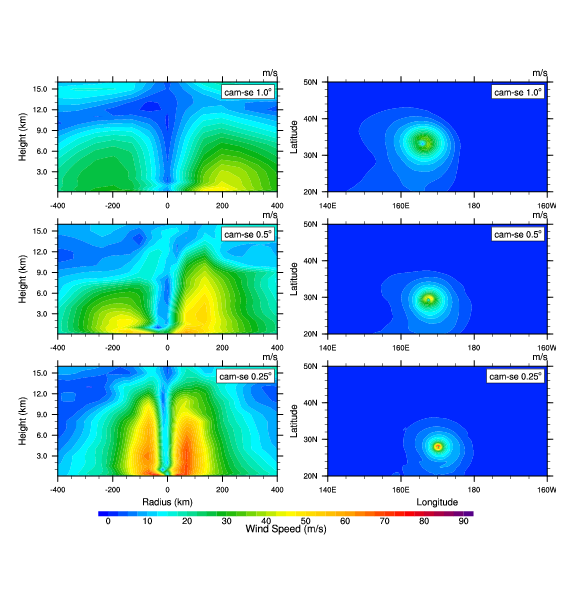 m/s
m/s
15.0
12.0
9.0
6.0
3.0
Height (km)
cam-se 1.0°
-400 -200 0 200 400
50N
40N
30N
20N
Latitude
cam-se 1.0°
140E 160E 180 160W
m/s
m/s
15.0
12.0
9.0
6.0
3.0
Height (km)
cam-se 0.5°
-400 -200 0 200 400
50N
40N
30N
20N
Latitude
cam-se 0.5°
140E 160E 180 160W
m/s
m/s
15.0
12.0
9.0
6.0
3.0
Height (km)
cam-se 0.25°
-400 -200 0 200 400
Radius (km)
50N
40N
30N
20N
Latitude
cam-se 0.25°
140E 160E 180 160W
Longitude
0 10 20 30 40 50 60 70 80 90
Wind Speed (m/s)